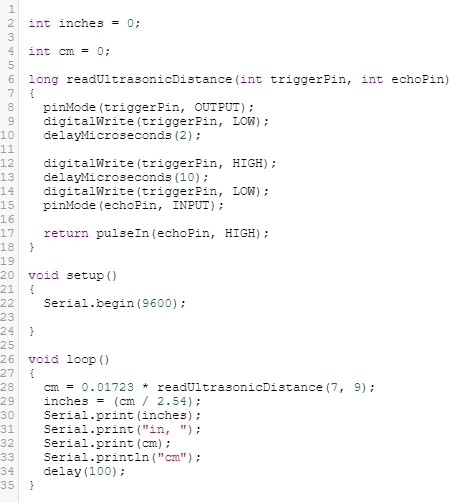 1
2 int inches = 0;
3
4 int cm = 0;
5
6 long readUltrasonicDistance(int triggerPin, int echoPin)
7 {
8   pinMode(triggerPin, OUTPUT);
9   digitalWrite(triggerPin, LOW);
10   delayMicroseconds(2);
11
12   digitalWrite(triggerPin, HIGH);
13   delayMicroseconds(10);
14   digitalWrite(triggerPin, LOW);
15   pinMode(echoPin, INPUT);
16
17   return pulseIn(echoPin, HIGH);
18 }
19
20 void setup()
21 {
22   Serial.begin(9600);
23
24 }
25
26 void loop()
27 {
28   cm = 0.01723 * readUltrasonicDistance(7, 9);
29   inches = (cm / 2.54);
30   Serial.print(inches);
31   Serial.print("in, ");
32   Serial.print(cm);
33   Serial.println("cm");
34   delay(100);
35 }